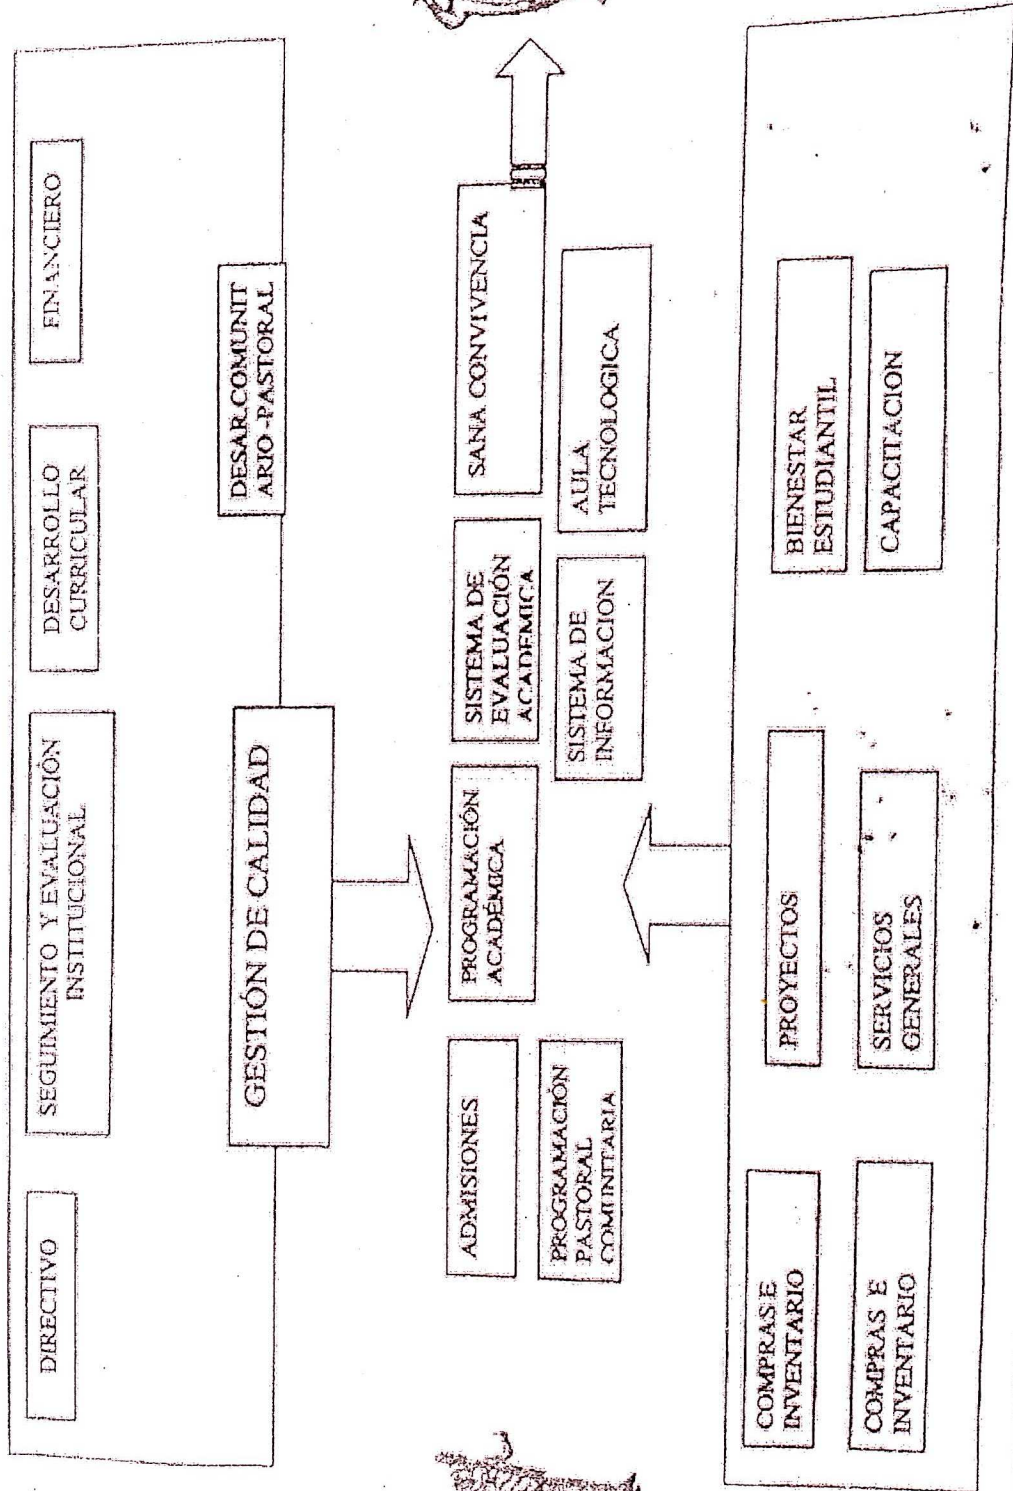 DIRECTIVO
SEGUIMIENTO Y EVALUACIÓN
INSTITUCIONAL
DESARROLLO
CURRICULAR
FINANCIERO
GESTIÓN DE CALIDAD
DESAR.COMUNIT
ARIO -PASTORAL
ADMISIONES
PROGRAMACIÓN
ACADÉMICA
SISTEMA DE
EVALUACIÓN
ACADEMICA
SANA CONVIVENCIA
PROGRAMACIÓN
PASTORAL
COMUNITARIA
SISTEMA DE
INFORMACION
AULA
TECNOLOGICA
COMPRAS E
INVENTARIO
PROYECTOS
BIENESTAR
ESTUDIANTIL
COMPRAS E
INVENTARIO
SERVICIOS
GENERALES
CAPACITACION